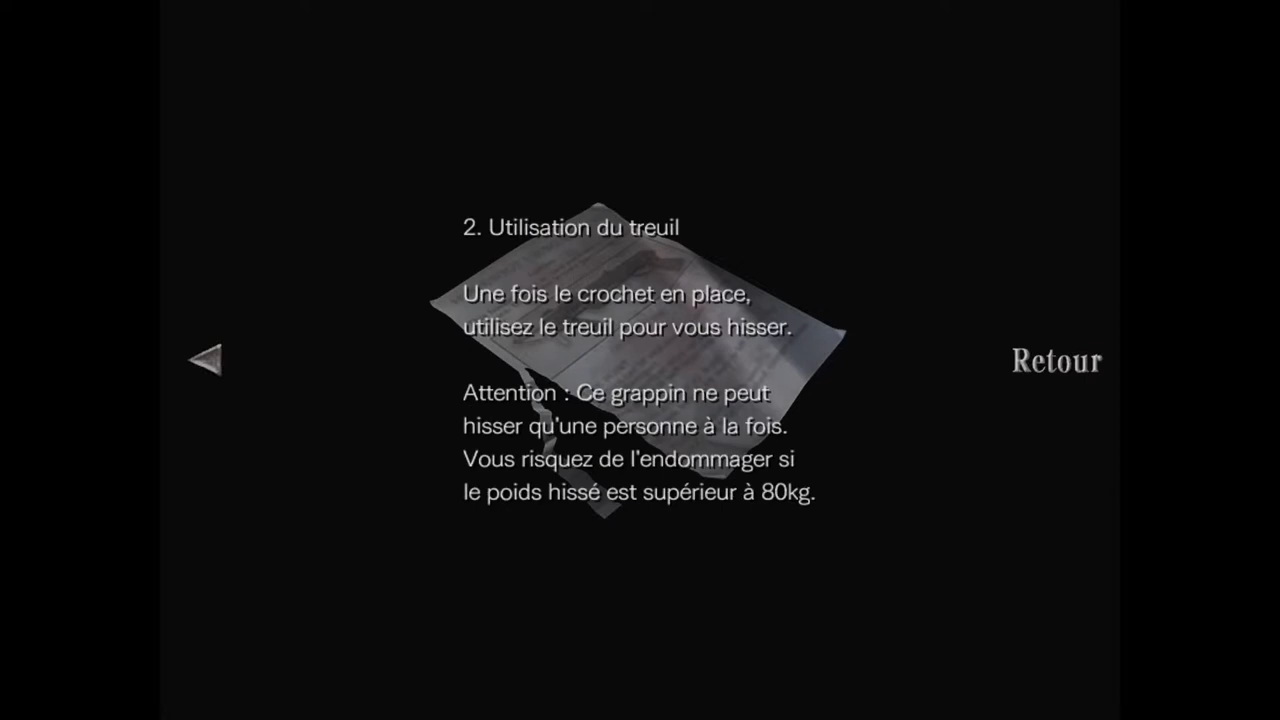 2. Utilisation du treuil
Une fois le crochet en place,
utilisez le treuil pour vous hisser.
Attention : Ce grappin ne peut
hisser qu'une personne à la fois.
Vous risquez de l'endommager si
le poids hissé est supérieur à 80kg.
Retour